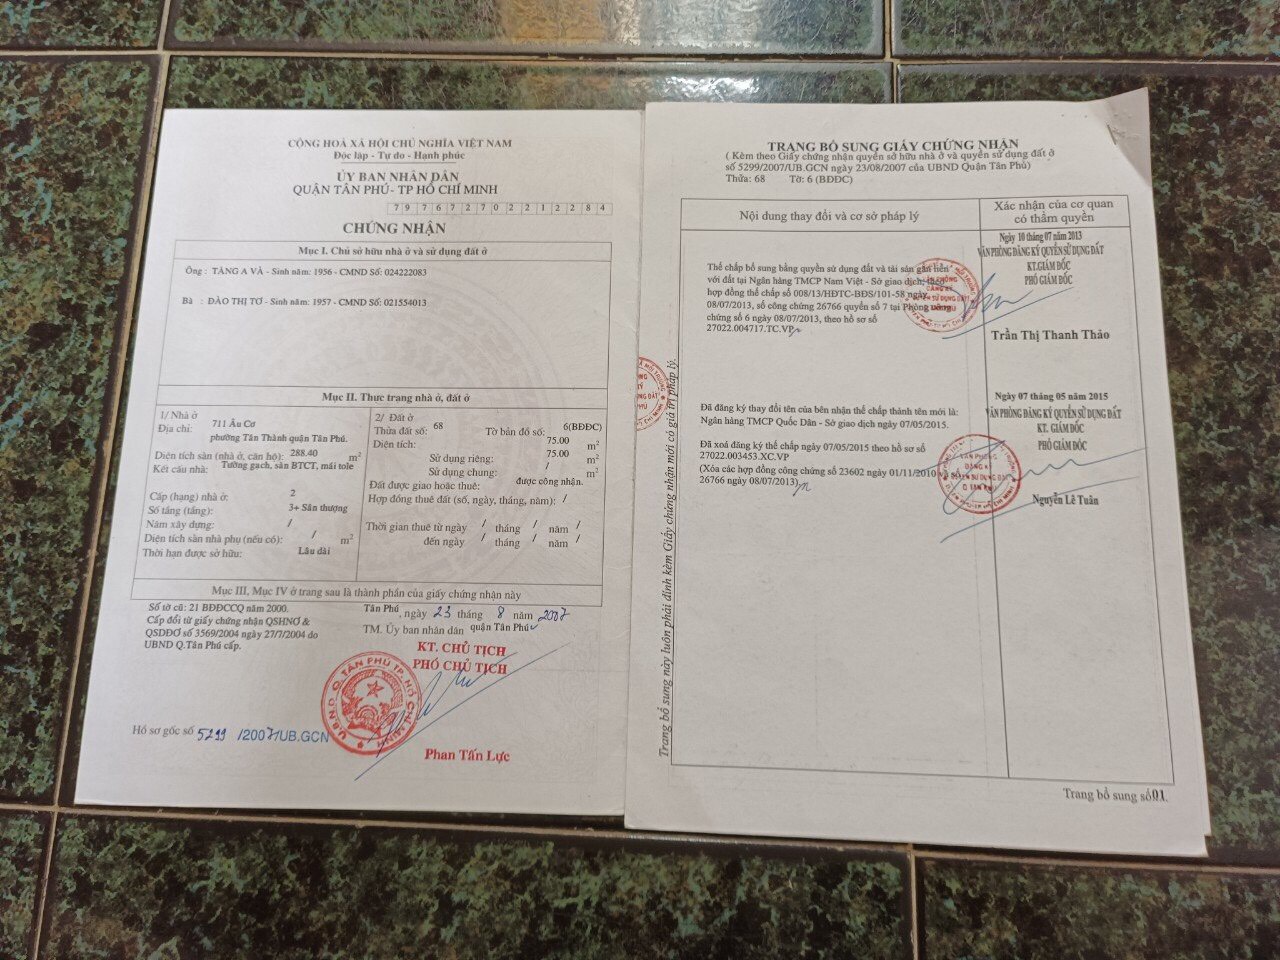 CỘNG HOÀ XÃ HỘI CHỦ NGHĨA VIỆT NAM
Độc lập - Tự do - Hạnh phúc
ỦY BAN NHÂN DÂN
QUẬN TÂN PHÚ- TP HỒ CHÍ MINH
797672702212284
CHỨNG NHẬN
Mục I. Chủ sở hữu nhà ở và sử dụng đất ở
Ông : TĂNG A VÀ - Sinh năm: 1956 - CMND Số: 024222083
Bà : ĐÀO THỊ TƠ - Sinh năm: 1957 - CMND Số: 021554013
Mục II. Thực trạng nhà ở, đất ở
1/ Nhà ở
Địa chỉ: 711 Âu Cơ
phường Tân Thành quận Tân Phú.
Diện tích sàn (nhà ở, căn hộ): 288.40 m2
Kết cấu nhà: Tường gạch, sàn BTCT, mái tole
Cấp (hạng) nhà ở: 2
Số tầng (tầng): 3+ Sân thượng
Năm xây dựng: /
Diện tích sàn nhà phụ (nếu có): / m2
Thời hạn được sở hữu: Lâu dài
2/ Đất ở
Thửa đất số: 68 Tờ bản đồ số: 6(BĐĐC)
Diện tích: 75.00 m2
Sử dụng riêng: 75.00 m2
Sử dụng chung: / m2
Đất được giao hoặc thuê: được công nhận.
Hợp đồng thuê đất (số, ngày, tháng, năm): /
Thời gian thuê từ ngày / tháng / năm /
đến ngày / tháng / năm /
Mục III, Mục IV ở trang sau là thành phần của giấy chứng nhận này
Số tờ cũ: 21 BĐĐCCQ năm 2000.
Cấp đổi từ giấy chứng nhận QSHNƠ &
QSDĐƠ số 3569/2004 ngày 27/7/2004 do
UBND Q.Tân Phú cấp.
Tân Phú, ngày 23 tháng 8 năm 2007
TM. Ủy ban nhân dân quận Tân Phú
KT. CHỦ TỊCH
PHÓ CHỦ TỊCH
U.B.N.D Q. TÂN PHÚ T.P. HỒ CHÍ MINH
Hồ sơ gốc số 5299 /2007/UB.GCN
Phan Tấn Lực
TRANG BỔ SUNG GIẤY CHỨNG NHẬN
( Kèm theo Giấy chứng nhận quyền sở hữu nhà ở và quyền sử dụng đất ở
số 5299/2007/UB.GCN ngày 23/08/2007 của UBND Quận Tân Phú)
Thửa: 68 Tờ: 6 (BĐĐC)
Nội dung thay đổi và cơ sở pháp lý
Xác nhận của cơ quan
có thẩm quyền
Thế chấp bổ sung bằng quyền sử dụng đất và tài sản gắn liền
với đất tại Ngân hàng TMCP Nam Việt - Sở giao dịch, theo
hợp đồng thế chấp số 008/13/HĐTC-BĐS/101-58 ngày
08/07/2013, số công chứng 26766 quyển số 7 tại Phòng công
chứng số 6 ngày 08/07/2013, theo hồ sơ số
27022.004717.TC.VP
Ngày 10 tháng 07 năm 2013
VĂN PHÒNG ĐĂNG KÝ QUYỀN SỬ DỤNG ĐẤT
KT.GIÁM ĐỐC
PHÓ GIÁM ĐỐC
Trần Thị Thanh Thảo
Đã đăng ký thay đổi tên của bên nhận thế chấp thành tên mới là:
Ngân hàng TMCP Quốc Dân - Sở giao dịch ngày 07/05/2015.
Đã xoá đăng ký thế chấp ngày 07/05/2015 theo hồ sơ số
27022.003453.XC.VP
(Xóa các hợp đồng công chứng số 23602 ngày 01/11/2010 và số
26766 ngày 08/07/2013)
Ngày 07 tháng 05 năm 2015
VĂN PHÒNG ĐĂNG KÝ QUYỀN SỬ DỤNG ĐẤT
KT. GIÁM ĐỐC
PHÓ GIÁM ĐỐC
VĂN PHÒNG
ĐĂNG KÝ
QUYỀN SỬ DỤNG ĐẤT
Q. TÂN PHÚ
Nguyễn Lê Tuân
Trang bổ sung này luôn phải đính kèm Giấy chứng nhận mới có giá trị pháp lý.
Trang bổ sung số 01.